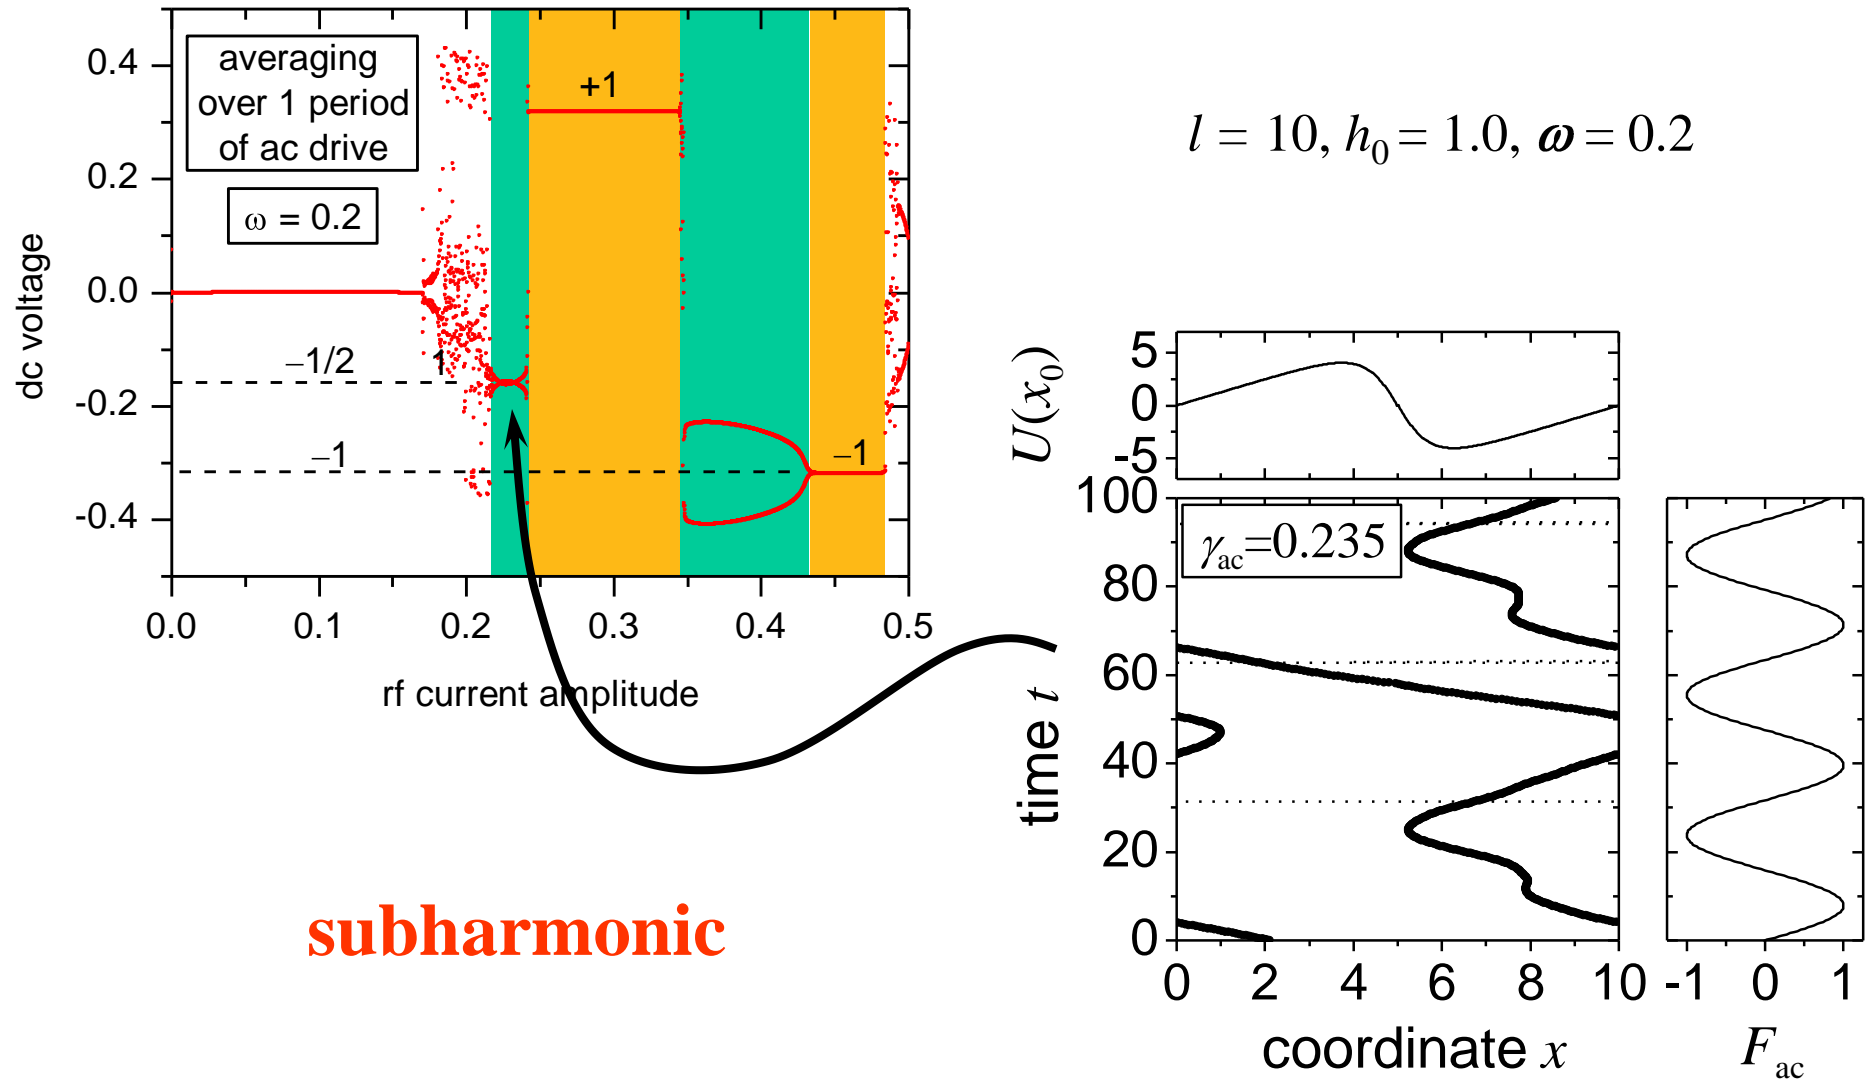 averaging
over 1 period
of ac drive
ω = 0.2
+1
−1/2
1
−1
−1
0.4
0.2
0.0
-0.2
-0.4
dc voltage
0.0 0.1 0.2 0.3 0.4 0.5
rf current amplitude
subharmonic
l = 10, h₀ = 1.0, ω = 0.2
U(x₀)
5
0
-5
γac=0.235
100
80
60
40
20
0
time t
0 2 4 6 8 10
coordinate x
-1 0 1
Fac